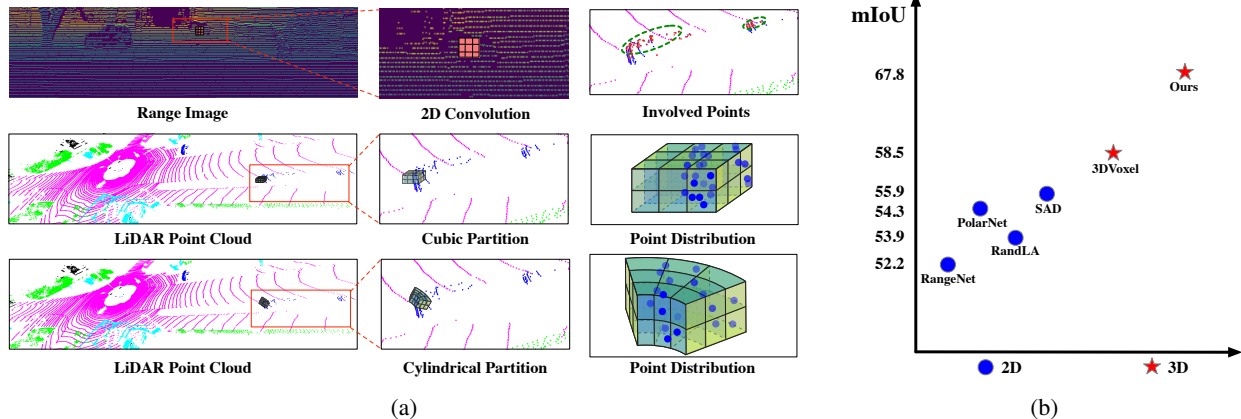 Range Image
2D Convolution
Involved Points
LiDAR Point Cloud
Cubic Partition
Point Distribution
LiDAR Point Cloud
Cylindrical Partition
Point Distribution
(a)
mIoU
67.8
Ours
58.5
3DVoxel
55.9
SAD
54.3
PolarNet
53.9
RandLA
52.2
RangeNet
2D
3D
(b)